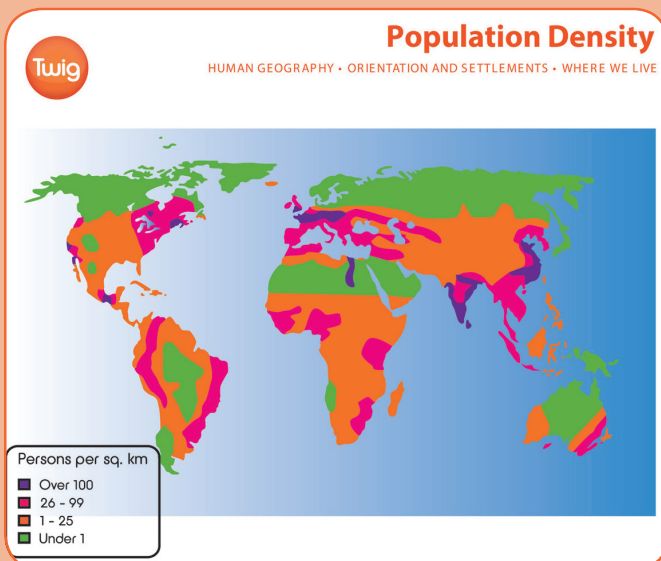 Twig
Population Density
HUMAN GEOGRAPHY • ORIENTATION AND SETTLEMENTS • WHERE WE LIVE
Persons per sq. km
Over 100
26 - 99
1 - 25
Under 1